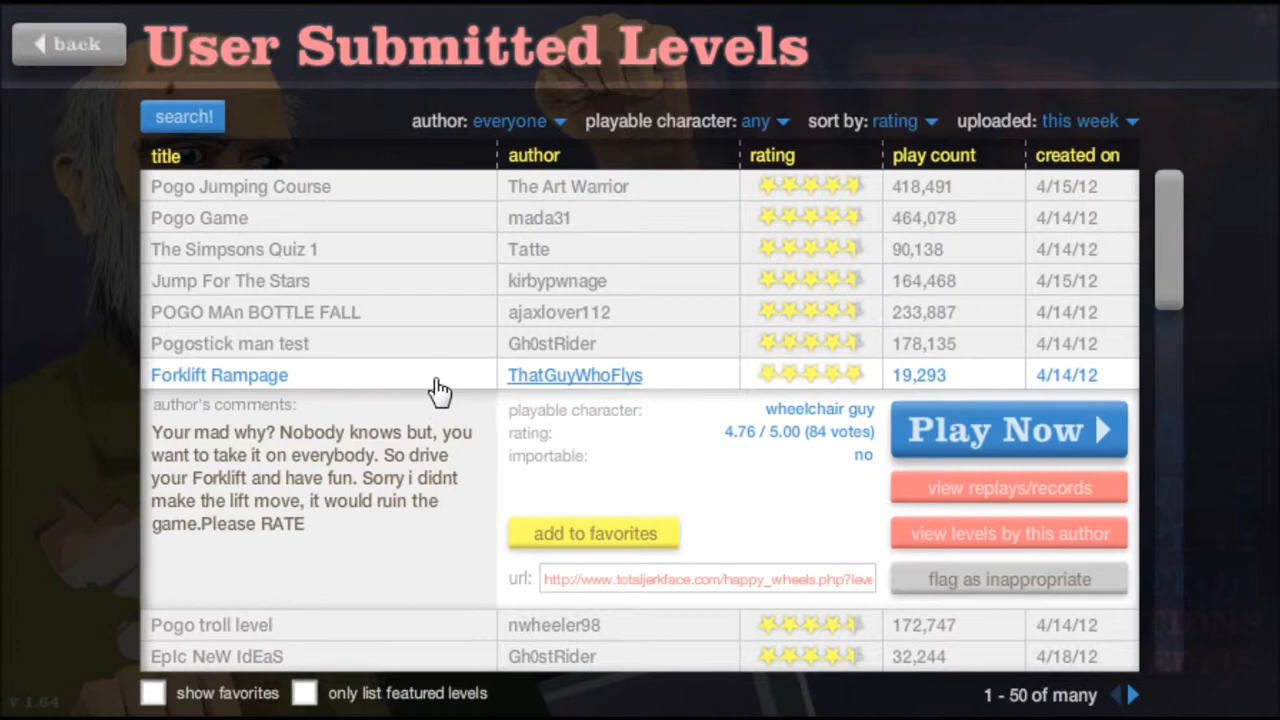 back
User Submitted Levels
search!
author: everyone playable character: any sort by: rating uploaded: this week
title author rating play count created on
Pogo Jumping Course The Art Warrior 418,491 4/15/12
Pogo Game mada31 464,078 4/14/12
The Simpsons Quiz 1 Tatte 90,138 4/14/12
Jump For The Stars kirbypwnage 164,468 4/15/12
POGO MAn BOTTLE FALL ajaxlover112 233,887 4/14/12
Pogostick man test Gh0stRider 178,135 4/14/12
Forklift Rampage ThatGuyWhoFlys 19,293 4/14/12
author's comments:
Your mad why? Nobody knows but, you
want to take it on everybody. So drive
your Forklift and have fun. Sorry i didnt
make the lift move, it would ruin the
game.Please RATE
playable character: wheelchair guy
rating: 4.76 / 5.00 (84 votes)
importable: no
add to favorites
url: http://www.totaljerkface.com/happy_wheels.php?leve
Play Now
view replays/records
view levels by this author
flag as inappropriate
Pogo troll level nwheeler98 172,747 4/14/12
EpIc NeW IdEaS Gh0stRider 32,244 4/18/12
show favorites only list featured levels 1 - 50 of many
v 1.64